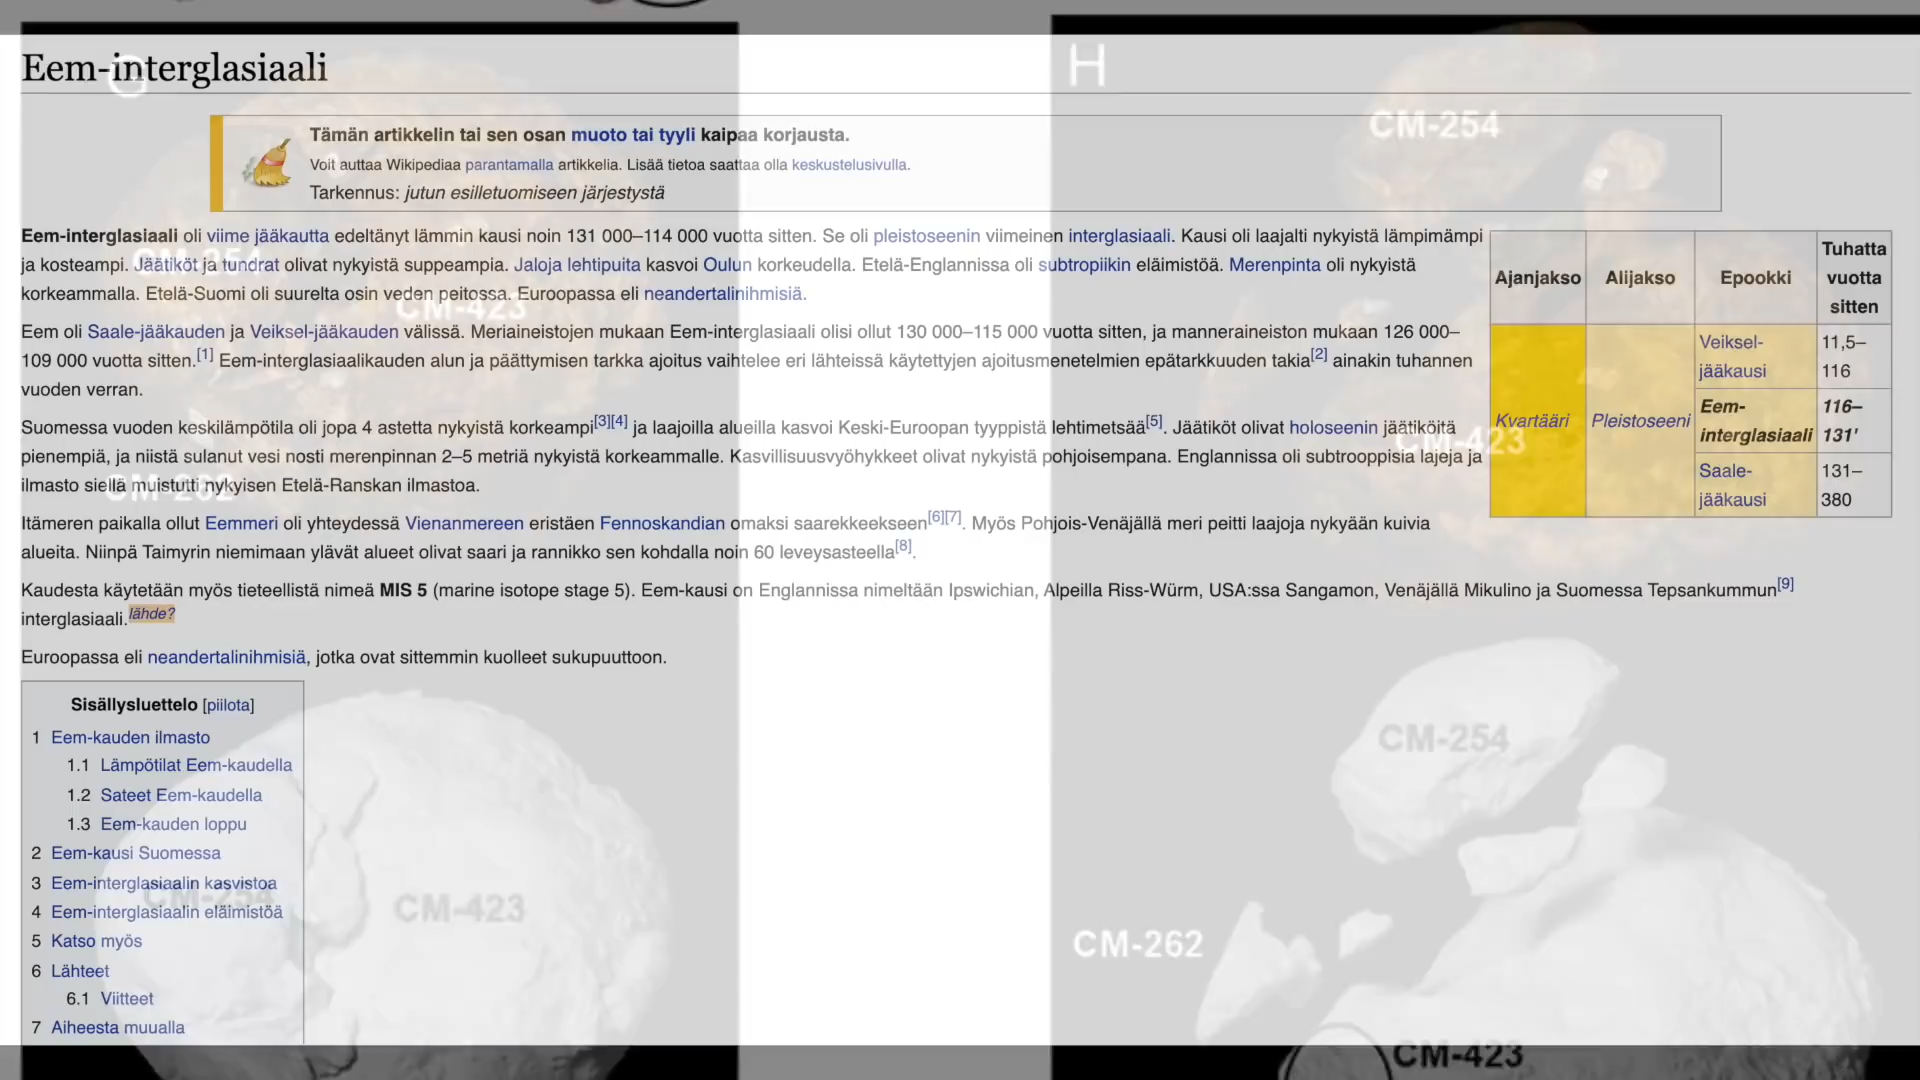 Eem-interglasiaali
G
H
CM-254
Tämän artikkelin tai sen osan muoto tai tyyli kaipaa korjausta.
Voit auttaa Wikipediaa parantamalla artikkelia. Lisää tietoa saattaa olla keskustelusivulla.
Tarkennus: jutun esilletuomiseen järjestystä
Eem-interglasiaali oli viime jääkautta edeltänyt lämmin kausi noin 131 000–114 000 vuotta sitten. Se oli pleistoseenin viimeinen interglasiaali. Kausi oli laajalti nykyistä lämpimämpi
ja kosteampi. Jäätiköt ja tundrat olivat nykyistä suppeampia. Jaloja lehtipuita kasvoi Oulun korkeudella. Etelä-Englannissa oli subtropiikin eläimistöä. Merenpinta oli nykyistä
korkeammalla. Etelä-Suomi oli suurelta osin veden peitossa. Euroopassa eli neandertalinihmisiä.
CM-254
CM-423
Eem oli Saale-jääkauden ja Veiksel-jääkauden välissä. Meriaineistojen mukaan Eem-interglasiaali olisi ollut 130 000–115 000 vuotta sitten, ja manneraineiston mukaan 126 000–
109 000 vuotta sitten.[1] Eem-interglasiaalikauden alun ja päättymisen tarkka ajoitus vaihtelee eri lähteissä käytettyjen ajoitusmenetelmien epätarkkuuden takia[2] ainakin tuhannen
vuoden verran.
Suomessa vuoden keskilämpötila oli jopa 4 astetta nykyistä korkeampi[3][4] ja laajoilla alueilla kasvoi Keski-Euroopan tyyppistä lehtimetsää[5]. Jäätiköt olivat holoseenin jäätiköitä
pienempiä, ja niistä sulanut vesi nosti merenpinnan 2–5 metriä nykyistä korkeammalle. Kasvillisuusvyöhykkeet olivat nykyistä pohjoisempana. Englannissa oli subtrooppisia lajeja ja
ilmasto siellä muistutti nykyisen Etelä-Ranskan ilmastoa.
CM-262
CM-423
Itämeren paikalla ollut Eemmeri oli yhteydessä Vienanmereen eristäen Fennoskandian omaksi saarekkeekseen[6][7]. Myös Pohjois-Venäjällä meri peitti laajoja nykyään kuivia
alueita. Niinpä Taimyrin niemimaan ylävät alueet olivat saari ja rannikko sen kohdalla noin 60 leveysasteella[8].
Kaudesta käytetään myös tieteellistä nimeä MIS 5 (marine isotope stage 5). Eem-kausi on Englannissa nimeltään Ipswichian, Alpeilla Riss-Würm, USA:ssa Sangamon, Venäjällä Mikulino ja Suomessa Tepsankummun[9]
interglasiaali.lähde?
Euroopassa eli neandertalinihmisiä, jotka ovat sittemmin kuolleet sukupuuttoon.
Ajanjakso Alijakso Epookki Tuhatta vuotta sitten
Kvartääri Pleistoseeni
Veiksel-jääkausi 11,5–116
Eem-interglasiaali 116–131'
Saale-jääkausi 131–380
Sisällysluettelo [piilota]
1 Eem-kauden ilmasto
1.1 Lämpötilat Eem-kaudella
1.2 Sateet Eem-kaudella
1.3 Eem-kauden loppu
2 Eem-kausi Suomessa
3 Eem-interglasiaalin kasvistoa
4 Eem-interglasiaalin eläimistöä
5 Katso myös
6 Lähteet
6.1 Viitteet
7 Aiheesta muualla
CM-254
CM-423
CM-254
CM-262
CM-423